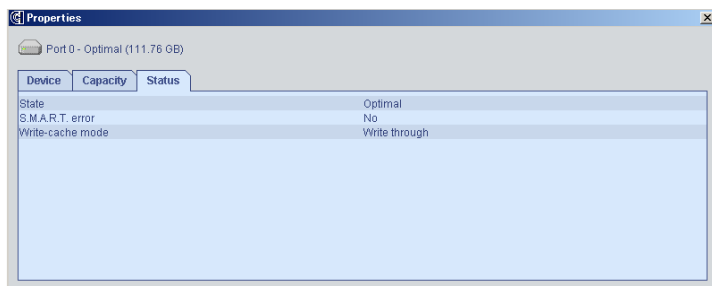 Properties
Port 0 - Optimal (111.76 GB)
Device Capacity Status
State Optimal
S.M.A.R.T. error No
Write-cache mode Write through